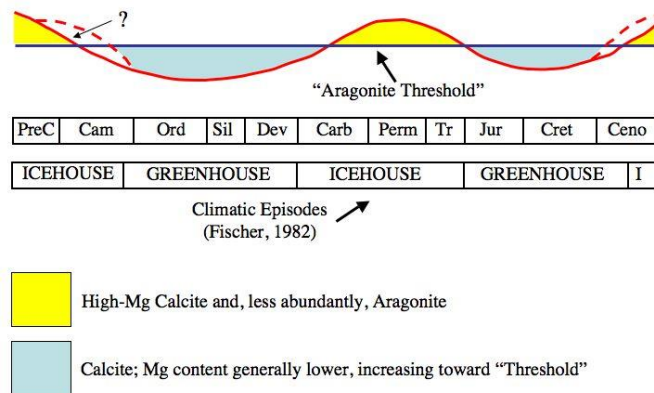 ?
“Aragonite Threshold”
PreC Cam Ord Sil Dev Carb Perm Tr Jur Cret Ceno
ICEHOUSE GREENHOUSE ICEHOUSE GREENHOUSE I
Climatic Episodes
(Fischer, 1982)
High-Mg Calcite and, less abundantly, Aragonite
Calcite; Mg content generally lower, increasing toward “Threshold”